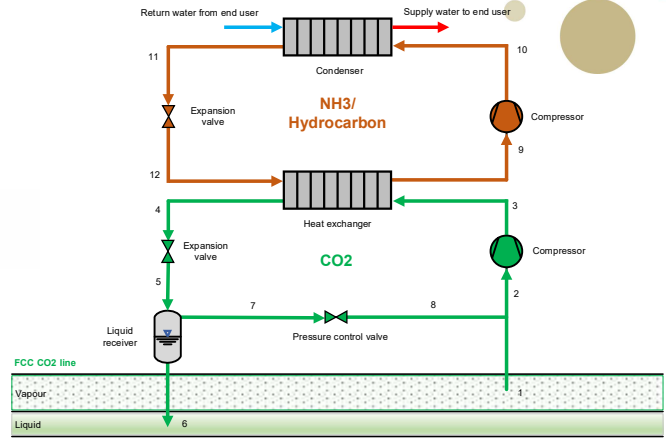 Return water from end user
Supply water to end user
11
10
Condenser
Expansion
valve
NH3/
Hydrocarbon
Compressor
9
12
4
3
Heat exchanger
Expansion
valve
CO2
Compressor
5
2
7
8
Liquid
receiver
Pressure control valve
FCC CO2 line
Vapour
1
Liquid
6